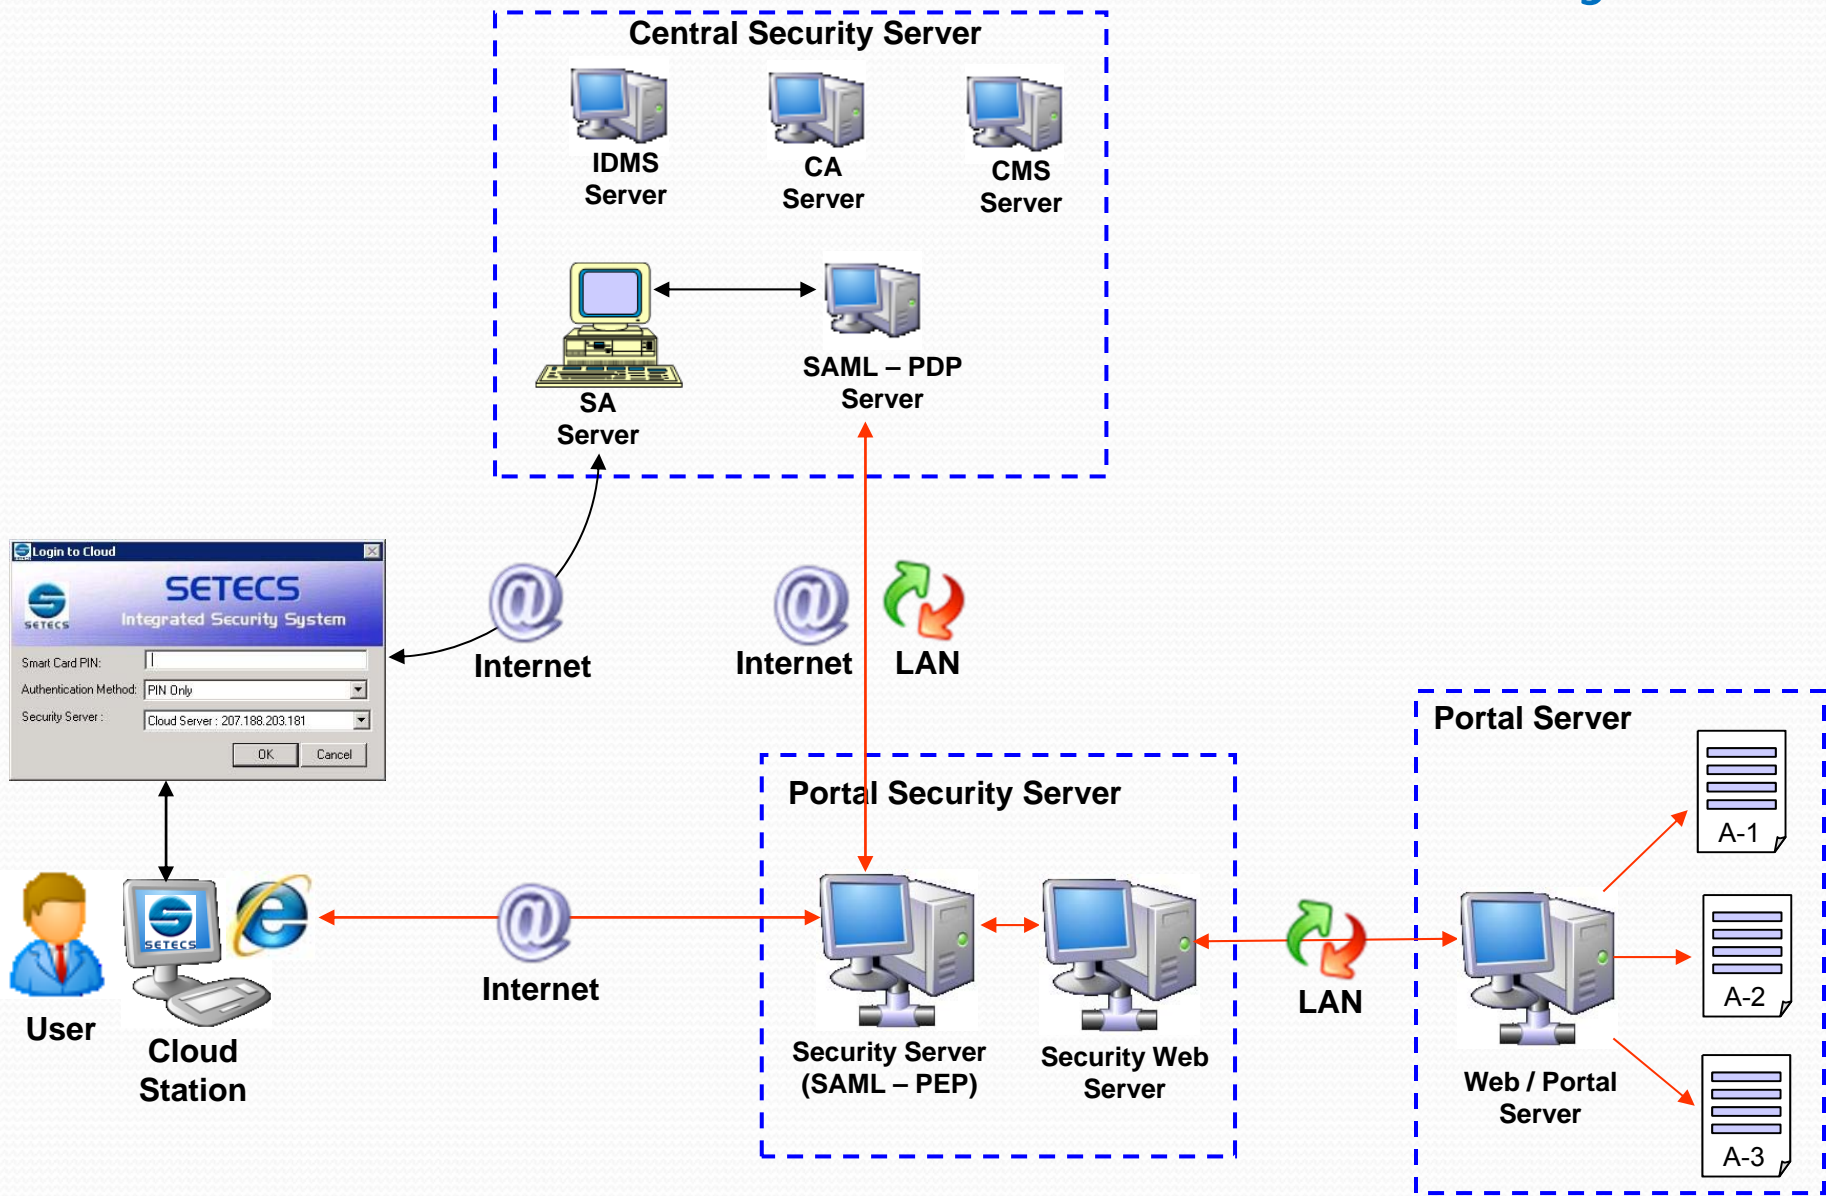 Central Security Server
IDMS
Server
CA
Server
CMS
Server
SA
Server
SAML – PDP
Server
Login to Cloud
SETECS
Integrated Security System
SETECS
Smart Card PIN:
Authentication Method:
PIN Only
Security Server :
Cloud Server : 207.188.203.181
OK
Cancel
Internet
Internet
LAN
Portal Server
A-1
A-2
A-3
Portal Security Server
SETECS
User
Cloud
Station
Internet
Security Server
(SAML – PEP)
Security Web
Server
LAN
Web / Portal
Server